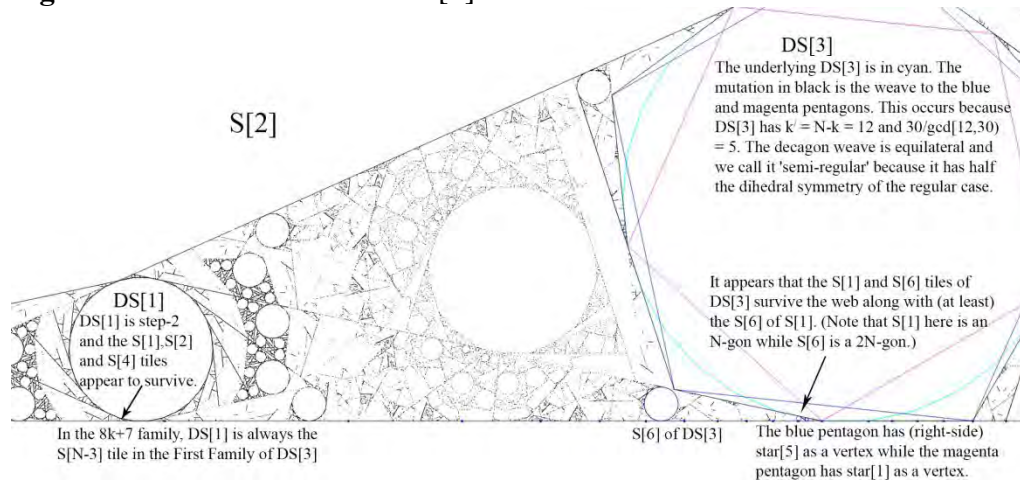 [2]
S[2]
DS[3]
The underlying DS[3] is in cyan. The
mutation in black is the weave to the blue
and magenta pentagons. This occurs because
DS[3] has k' = N-k = 12 and 30/gcd[12,30)
= 5. The decagon weave is equilateral and
we call it 'semi-regular' because it has half
the dihedral symmetry of the regular case.
It appears that the S[1] and S[6] tiles of
DS[3] survive the web along with (at least)
the S[6] of S[1]. (Note that S[1] here is an
N-gon while S[6] is a 2N-gon.)
DS[1]
DS[1] is step-2
and the S[1].S[2]
and S[4] tiles
appear to survive.
In the 8k+7 family, DS[1] is always the
S[N-3] tile in the First Family of DS[3]
S[6] of DS[3]
The blue pentagon has (right-side)
star[5] as a vertex while the magenta
pentagon has star[1] as a vertex.